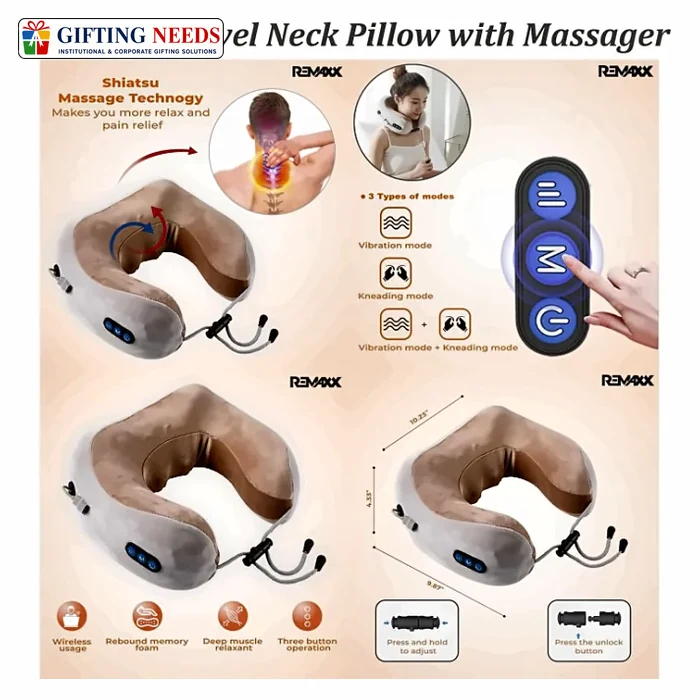 GIFTING NEEDS
INSTITUTIONAL & CORPORATE GIFTING SOLUTIONS
vel Neck Pillow with Massager
REMAXX
Shiatsu
Massage Technogy
Makes you more relax and
pain relief
REMAXX
3 Types of modes
Vibration mode
Kneading mode
+
Vibration mode + Kneading mode
M
REMAXX
Wireless
usage
Rebound memory
foam
Deep muscle
relaxant
Three button
operation
REMAXX
10.23"
4.33"
9.87"
Press and hold
to adjust
Press the unlock
button